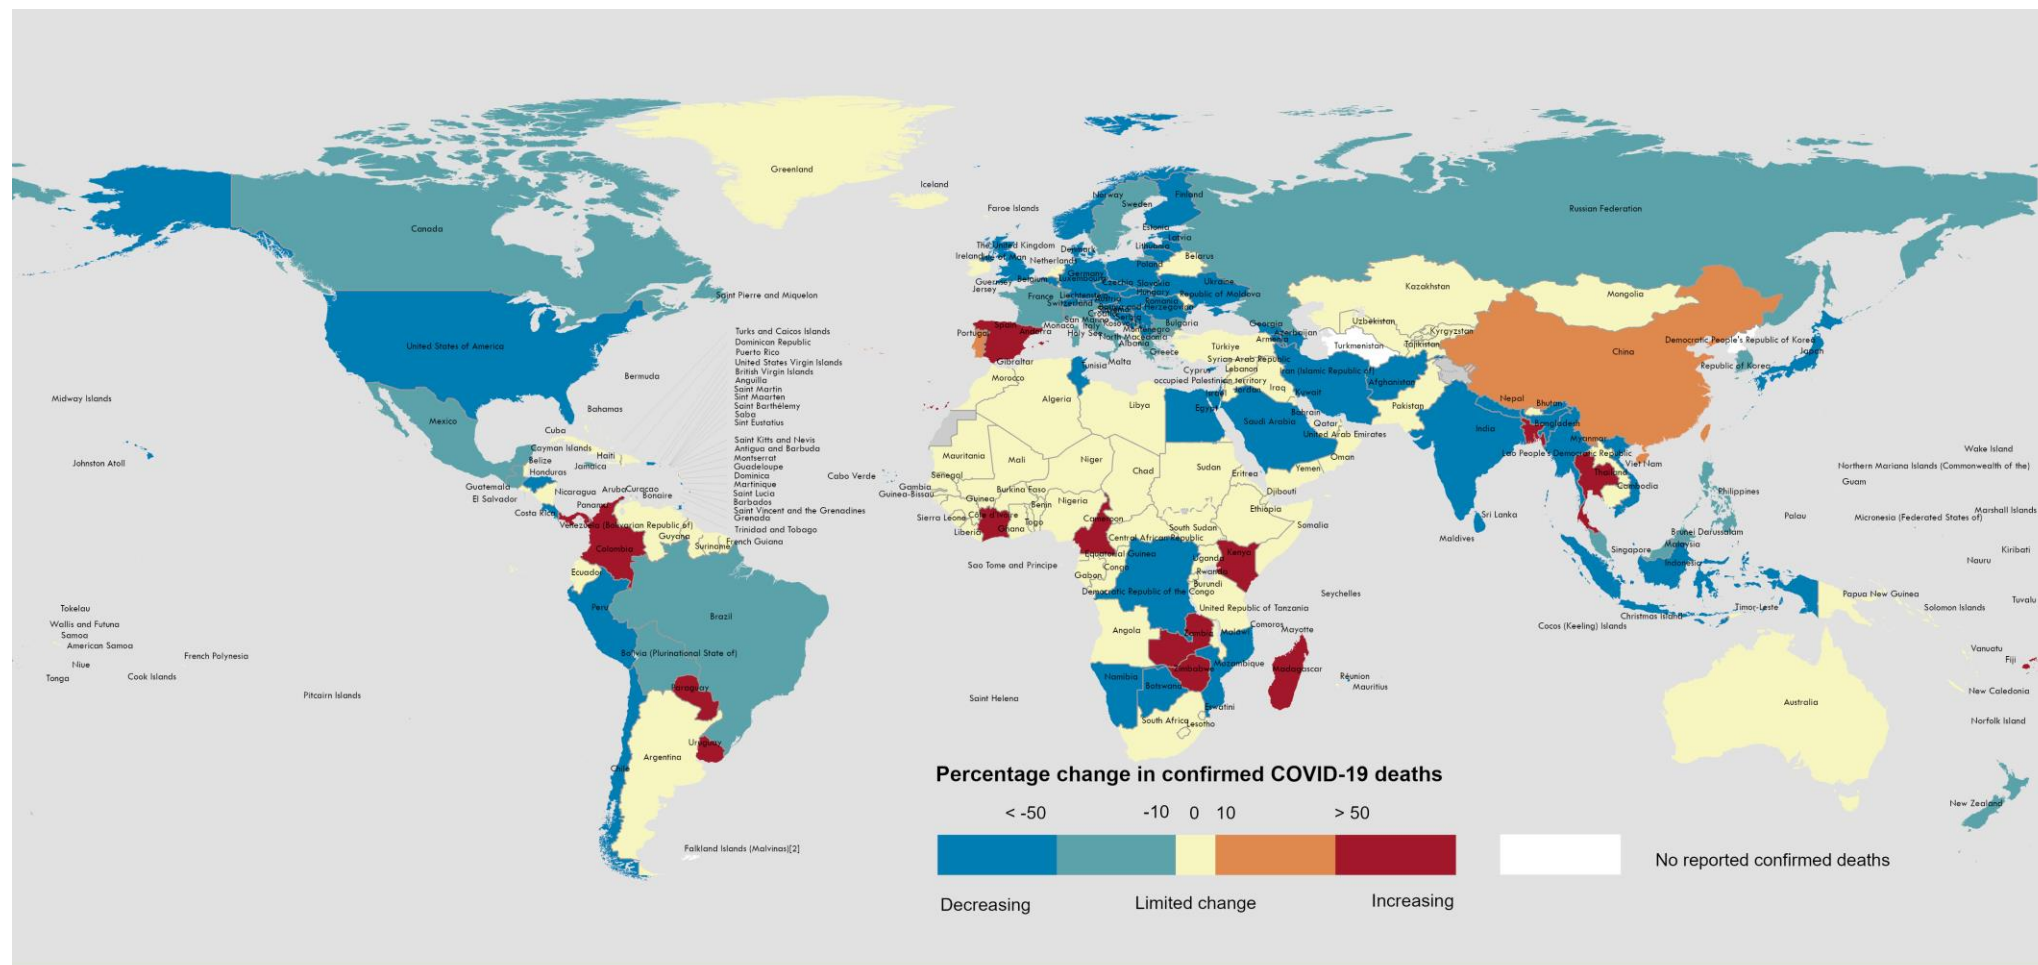 Greenland
Iceland
Faroe Islands
Norway
Sweden
Finland
Russian Federation
Canada
Estonia
Latvia
Lithuania
The United Kingdom
Denmark
Ireland
Isle of Man
Netherlands
Poland
Belarus
Germany
Guernsey
Belgium
Luxembourg
Czechia
Slovakia
Ukraine
Jersey
France
Liechtenstein
Hungary
Republic of Moldova
Switzerland
Romania
Kazakhstan
Mongolia
Saint Pierre and Miquelon
United States of America
Portugal
Spain
Andorra
Monaco
San Marino
Italy
Holy See
Serbia
Kosovo
Montenegro
North Macedonia
Bulgaria
Albania
Greece
Georgia
Azerbaijan
Armenia
Uzbekistan
Kyrgyzstan
Turkmenistan
Tajikistan
China
Democratic People's Republic of Korea
Japan
Republic of Korea
Turks and Caicos Islands
Dominican Republic
Puerto Rico
United States Virgin Islands
British Virgin Islands
Anguilla
Saint Martin
Sint Maarten
Saint Barthélemy
Saba
Sint Eustatius
Saint Kitts and Nevis
Antigua and Barbuda
Montserrat
Guadeloupe
Dominica
Martinique
Saint Lucia
Barbados
Saint Vincent and the Grenadines
Grenada
Trinidad and Tobago
Bermuda
Midway Islands
Bahamas
Mexico
Cuba
Cayman Islands
Haiti
Belize
Jamaica
Honduras
Guatemala
El Salvador
Nicaragua
Aruba
Curacao
Bonaire
Costa Rica
Panama
Johnston Atoll
Gibraltar
Malta
Tunisia
Türkiye
Syrian Arab Republic
Cyprus
Lebanon
occupied Palestinian territory
Israel
Jordan
Iraq
Iran (Islamic Republic of)
Kuwait
Afghanistan
Morocco
Algeria
Libya
Egypt
Saudi Arabia
Bahrain
Qatar
United Arab Emirates
Oman
Yemen
Pakistan
Nepal
Bhutan
India
Bangladesh
Myanmar
Lao People's Democratic Republic
Viet Nam
Thailand
Cambodia
Philippines
Sri Lanka
Maldives
Brunei Darussalam
Malaysia
Singapore
Indonesia
Palau
Wake Island
Northern Mariana Islands (Commonwealth of the)
Guam
Marshall Islands
Micronesia (Federated States of)
Kiribati
Nauru
Cabo Verde
Mauritania
Mali
Niger
Chad
Sudan
Eritrea
Senegal
Gambia
Guinea-Bissau
Guinea
Burkina Faso
Benin
Nigeria
Djibouti
Ethiopia
Somalia
Sierra Leone
Liberia
Côte d'Ivoire
Ghana
Togo
Cameroon
Central African Republic
South Sudan
Equatorial Guinea
Sao Tome and Principe
Gabon
Congo
Uganda
Kenya
Rwanda
Burundi
Democratic Republic of the Congo
United Republic of Tanzania
Seychelles
Venezuela (Bolivarian Republic of)
Guyana
Suriname
French Guiana
Colombia
Ecuador
Peru
Brazil
Bolivia (Plurinational State of)
Paraguay
Uruguay
Argentina
Chile
Falkland Islands (Malvinas)[2]
Angola
Zambia
Malawi
Comoros
Mayotte
Mozambique
Zimbabwe
Madagascar
Namibia
Botswana
Réunion
Mauritius
Saint Helena
Eswatini
South Africa
Lesotho
Timor-Leste
Christmas Island
Cocos (Keeling) Islands
Papua New Guinea
Solomon Islands
Tuvalu
Tokelau
Wallis and Futuna
Samoa
American Samoa
Niue
Tonga
Cook Islands
French Polynesia
Pitcairn Islands
Vanuatu
Fiji
New Caledonia
Australia
Norfolk Island
New Zealand
Percentage change in confirmed COVID-19 deaths
< -50 -10 0 10 > 50
No reported confirmed deaths
Decreasing Limited change Increasing